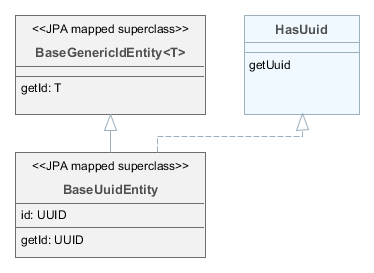 <<JPA mapped superclass>>
BaseGenericIdEntity<T>
getId: T
HasUuid
getUuid
<<JPA mapped superclass>>
BaseUuidEntity
id: UUID
getId: UUID